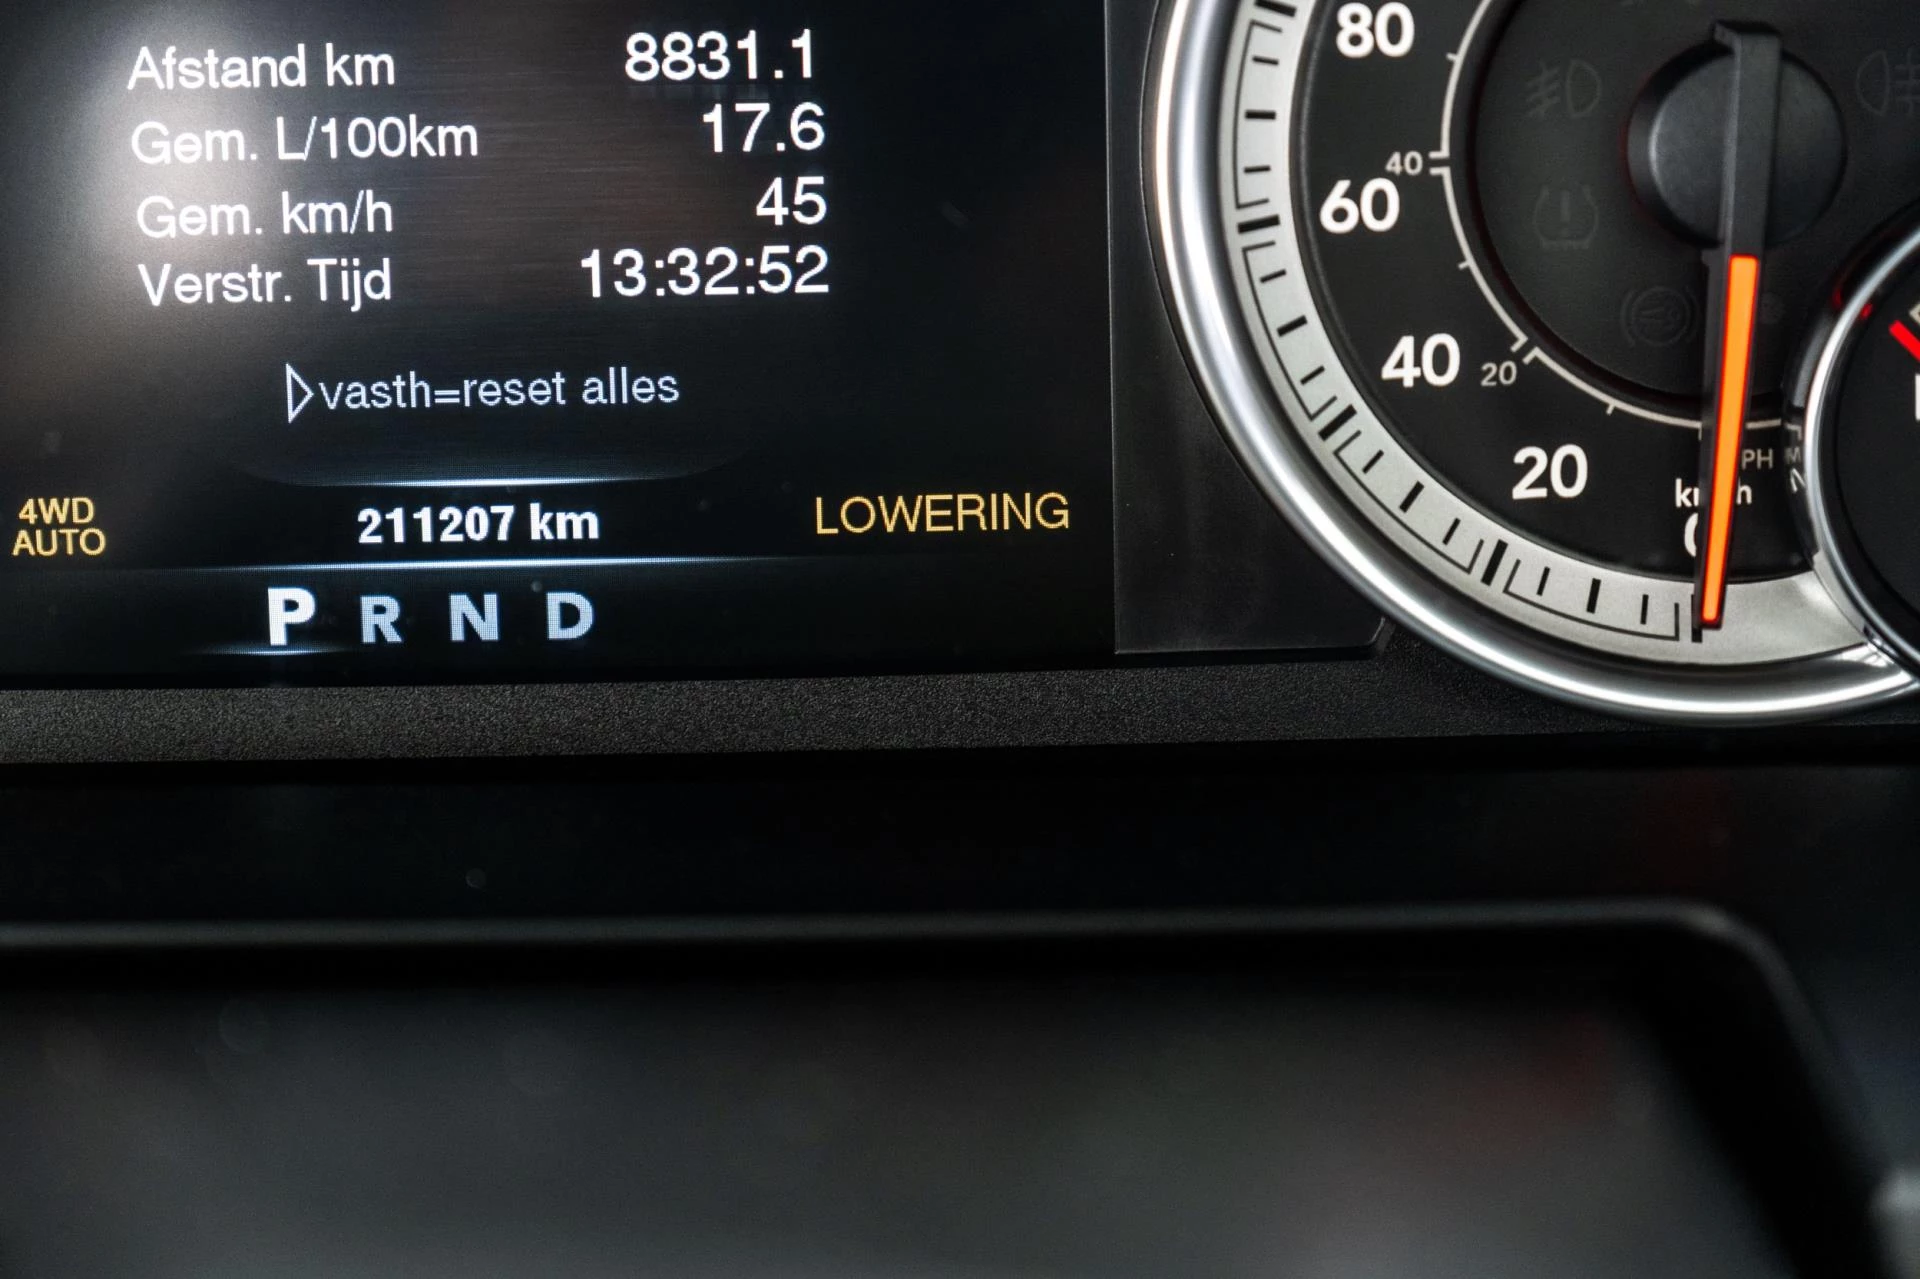 Afstand km 8831.1
Gem. L/100km 17.6
Gem. km/h 45
Verstr. Tijd 13:32:52
vasth=reset alles
4WD AUTO
211207 km
LOWERING
P R N D
80
60
40
40
20
20